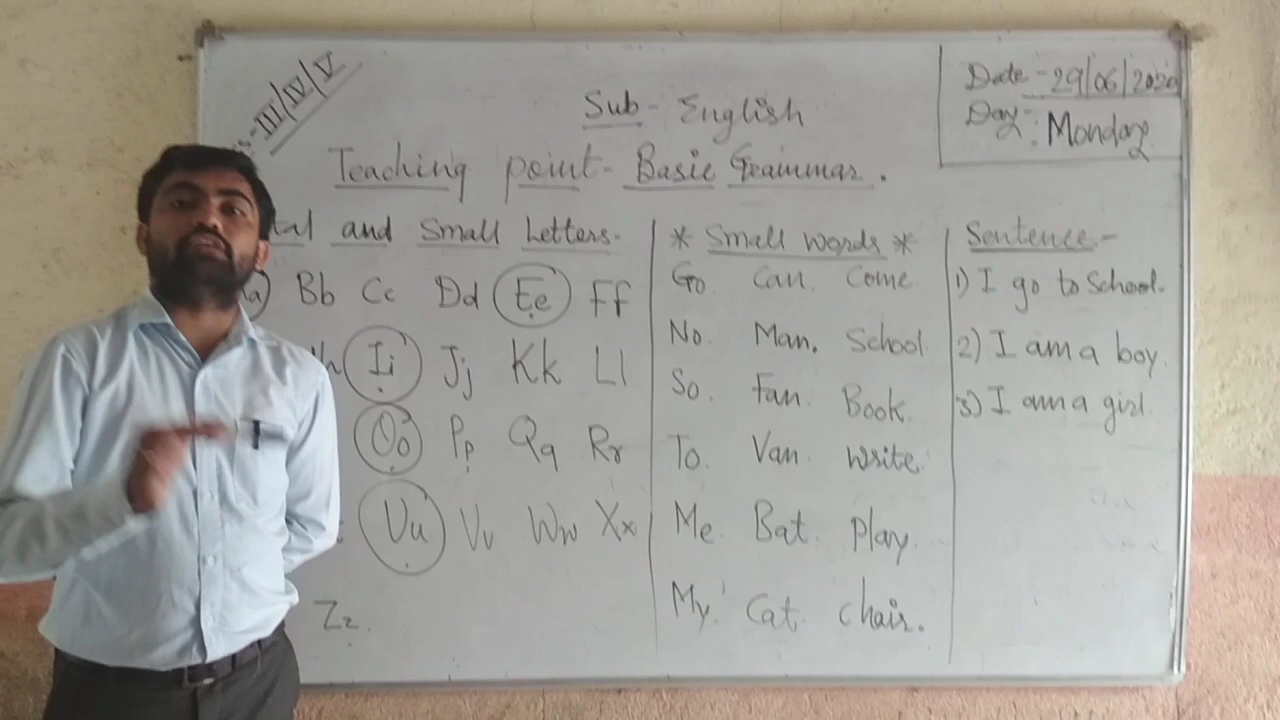 III/IV/V
Sub - English
Date - 29/06/2020
Day: Monday
Teaching point - Basic Grammar.
and Small Letters.
Bb Cc Dd Ee Ff
Ii Jj Kk Ll
Oo Pp Qq Rr
Uu Vv Ww Xx
Zz.
* Small words *
Go. Can. Come.
No. Man. School.
So. Fan. Book.
To. Van. Write.
Me. Bat. Play.
My. Cat. Chair.
Sentence -
1) I go to School.
2) I am a boy.
3) I am a girl.